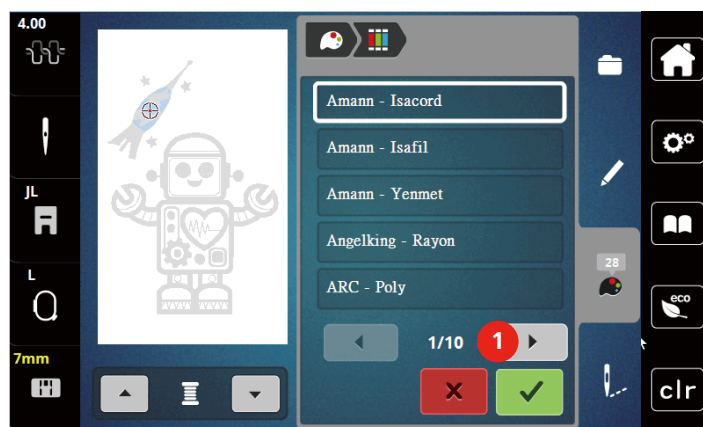 4.00
JL
L
7mm
Amann - Isacord
Amann - Isafil
Amann - Yenmet
Angelking - Rayon
ARC - Poly
1/10
1
28
eco
clr